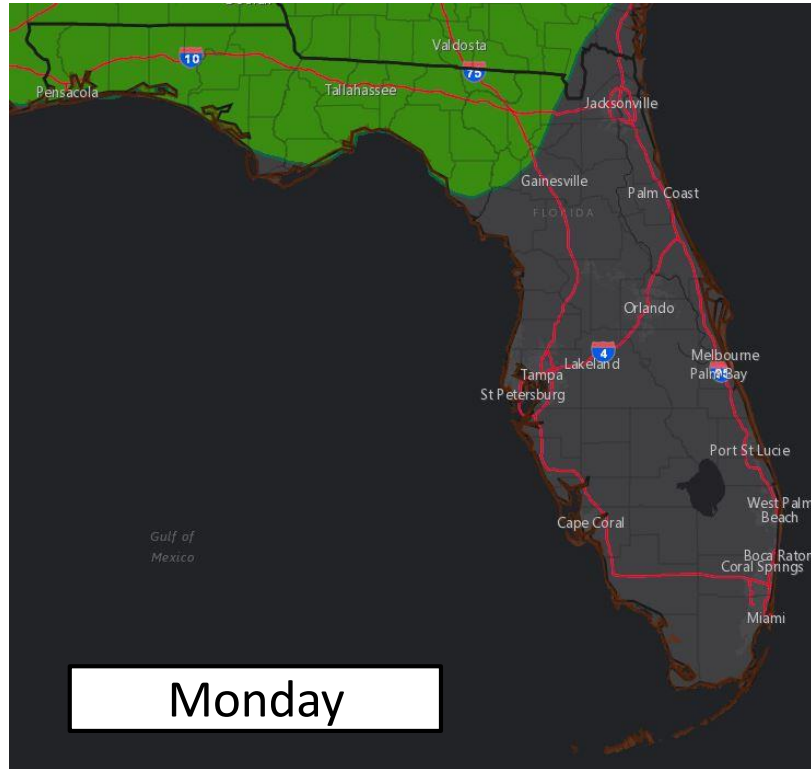 Valdosta
10
75
Pensacola
Tallahassee
Jacksonville
Gainesville
Palm Coast
FLORIDA
Orlando
4
Lakeland
Melbourne
Tampa
Palm Bay
St Petersburg
Port St Lucie
West Palm
Beach
Cape Coral
Gulf of
Mexico
Boca Raton
Coral Springs
Miami
Monday